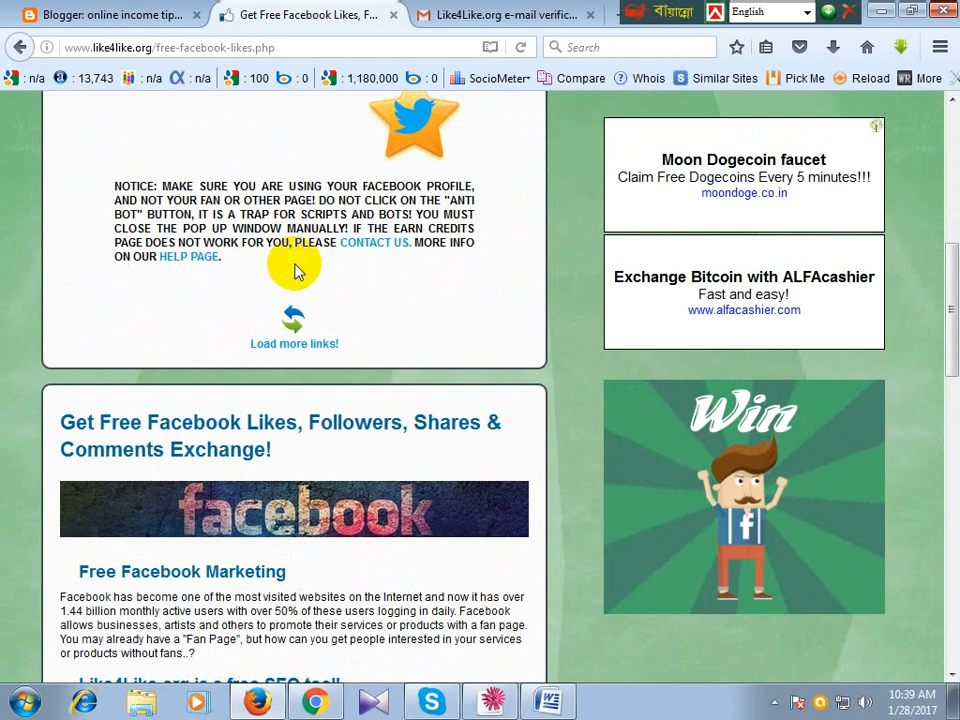 Blogger: online income tip...
Get Free Facebook Likes, F...
Like4Like.org e-mail verific...
বায়ান্নো
English
www.like4like.org/free-facebook-likes.php
Search
: n/a
: 13,743
: n/a
: n/a
: 100
: 0
: 1,180,000
: 0
SocioMeter
Compare
Whois
Similar Sites
Pick Me
Reload
WR
More
NOTICE: MAKE SURE YOU ARE USING YOUR FACEBOOK PROFILE,
AND NOT YOUR FAN OR OTHER PAGE! DO NOT CLICK ON THE "ANTI
BOT" BUTTON, IT IS A TRAP FOR SCRIPTS AND BOTS! YOU MUST
CLOSE THE POP UP WINDOW MANUALLY! IF THE EARN CREDITS
PAGE DOES NOT WORK FOR YOU, PLEASE CONTACT US. MORE INFO
ON OUR HELP PAGE.
Load more links!
Moon Dogecoin faucet
Claim Free Dogecoins Every 5 minutes!!!
moondoge.co.in
Exchange Bitcoin with ALFAcashier
Fast and easy!
www.alfacashier.com
Win
f
Get Free Facebook Likes, Followers, Shares &
Comments Exchange!
facebook
Free Facebook Marketing
Facebook has become one of the most visited websites on the Internet and now it has over
1.44 billion monthly active users with over 50% of these users logging in daily. Facebook
allows businesses, artists and others to promote their services or products with a fan page.
You may already have a "Fan Page", but how can you get people interested in your services
or products without fans..?
Like4Like.org is a free SEO tool!
10:39 AM
1/28/2017